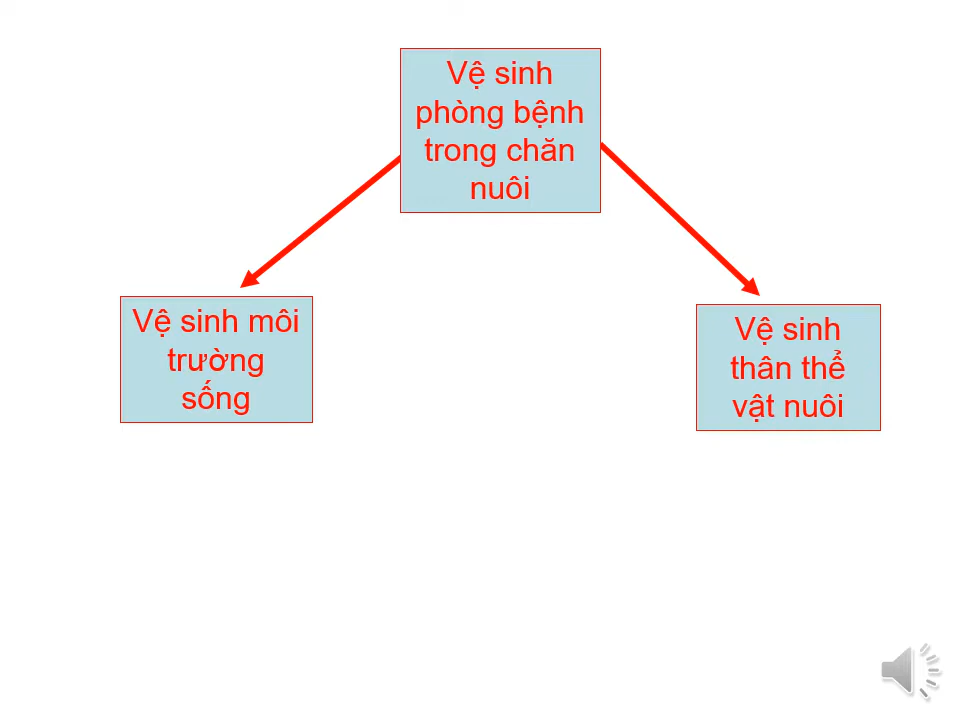 Vệ sinh
phòng bệnh
trong chăn
nuôi
Vệ sinh môi
trường
sống
Vệ sinh
thân thể
vật nuôi